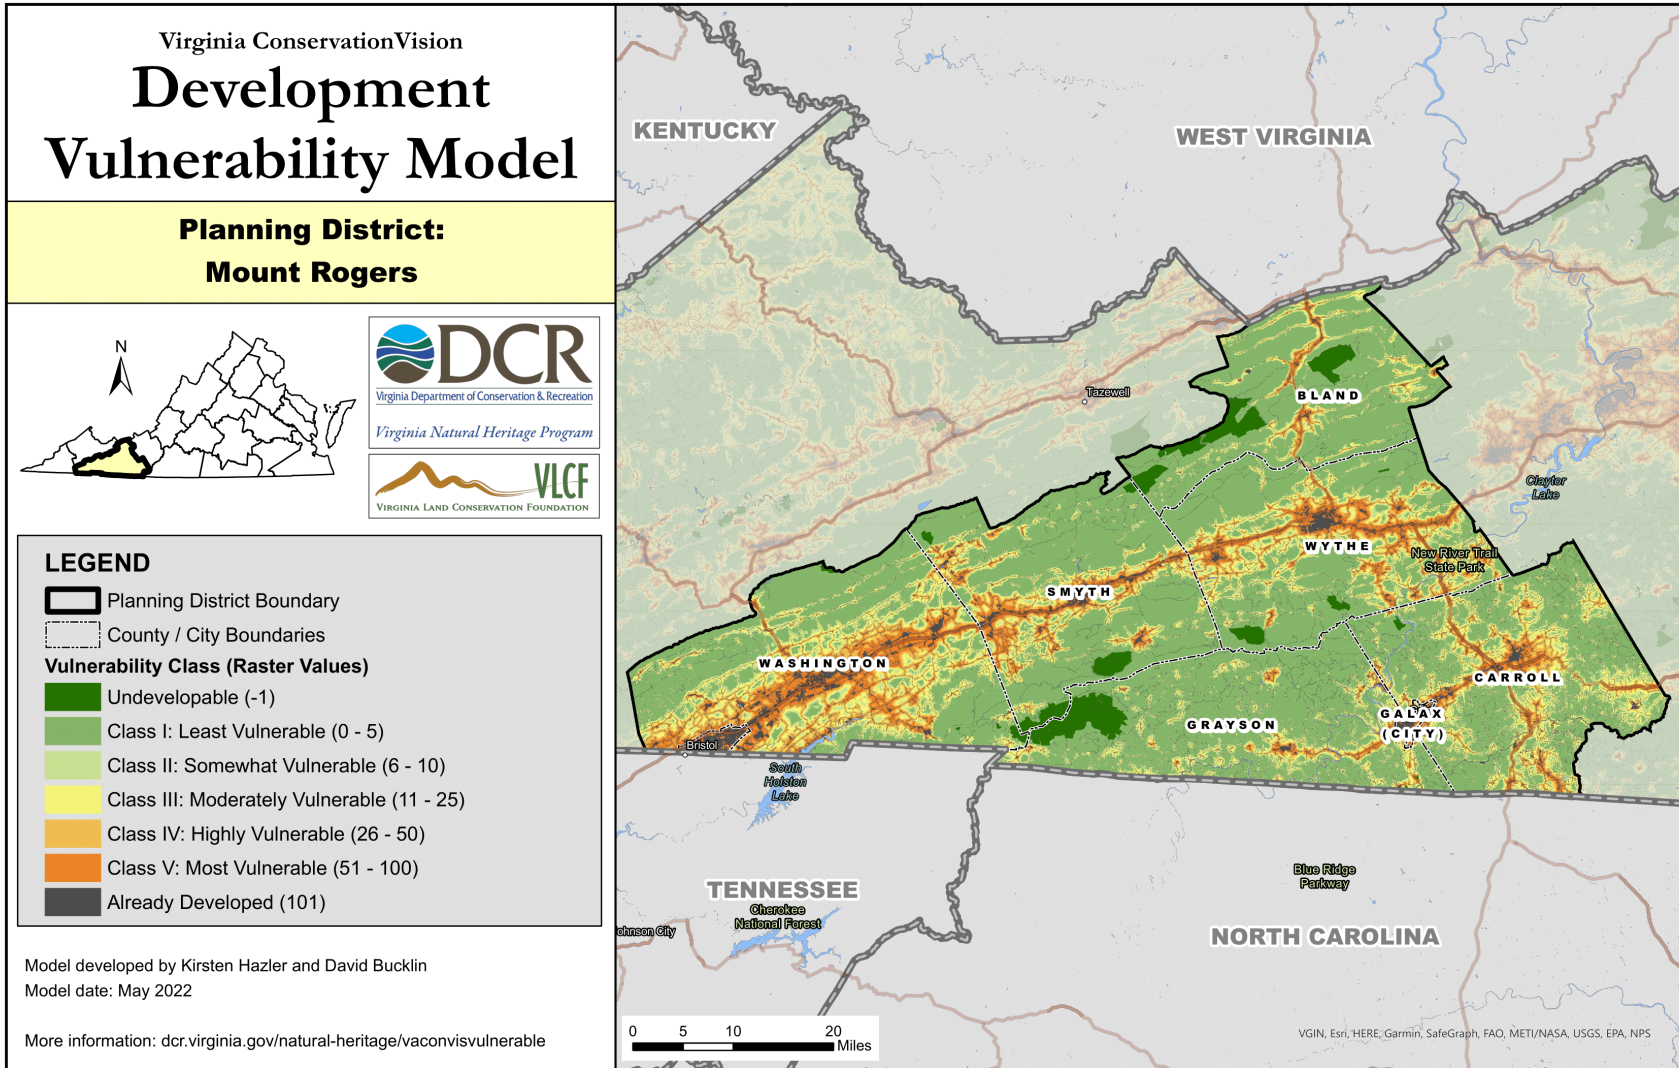 Virginia ConservationVision
Development
Vulnerability Model
Planning District:
Mount Rogers
N
DCR
Virginia Department of Conservation & Recreation
Virginia Natural Heritage Program
VLCF
VIRGINIA LAND CONSERVATION FOUNDATION
LEGEND
Planning District Boundary
County / City Boundaries
Vulnerability Class (Raster Values)
Undevelopable (-1)
Class I: Least Vulnerable (0 - 5)
Class II: Somewhat Vulnerable (6 - 10)
Class III: Moderately Vulnerable (11 - 25)
Class IV: Highly Vulnerable (26 - 50)
Class V: Most Vulnerable (51 - 100)
Already Developed (101)
Model developed by Kirsten Hazler and David Bucklin
Model date: May 2022
More information: dcr.virginia.gov/natural-heritage/vaconvisvulnerable
KENTUCKY
WEST VIRGINIA
Tazewell
BLAND
Claytor
Lake
WYTHE
New River Trail
State Park
SMYTH
WASHINGTON
CARROLL
GALAX
(CITY)
GRAYSON
Bristol
South
Holston
Lake
TENNESSEE
Cherokee
National Forest
ohnson City
Blue Ridge
Parkway
NORTH CAROLINA
0 5 10 20
Miles
VGIN, Esri, HERE, Garmin, SafeGraph, FAO, METI/NASA, USGS, EPA, NPS